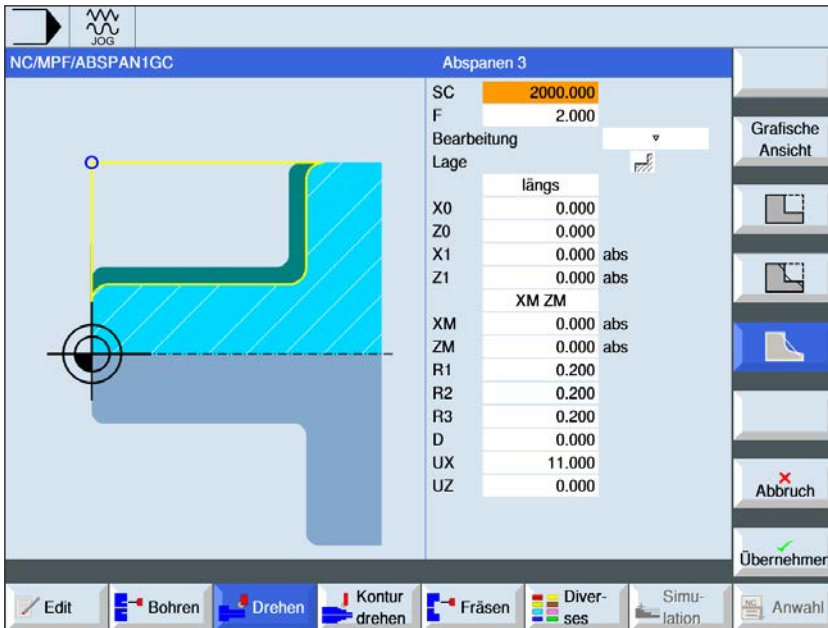 JOG
NC/MPF/ABSPAN1GC
Abspanen 3
SC 2000.000
F 2.000
Bearbeitung ▿
Lage
längs
X0 0.000
Z0 0.000
X1 0.000 abs
Z1 0.000 abs
XM ZM
XM 0.000 abs
ZM 0.000 abs
R1 0.200
R2 0.200
R3 0.200
D 0.000
UX 11.000
UZ 0.000
Grafische
Ansicht
Abbruch
Übernehmen
Edit
Bohren
Drehen
Kontur
drehen
Fräsen
Diver-
ses
Simu-
lation
NC
Anwahl